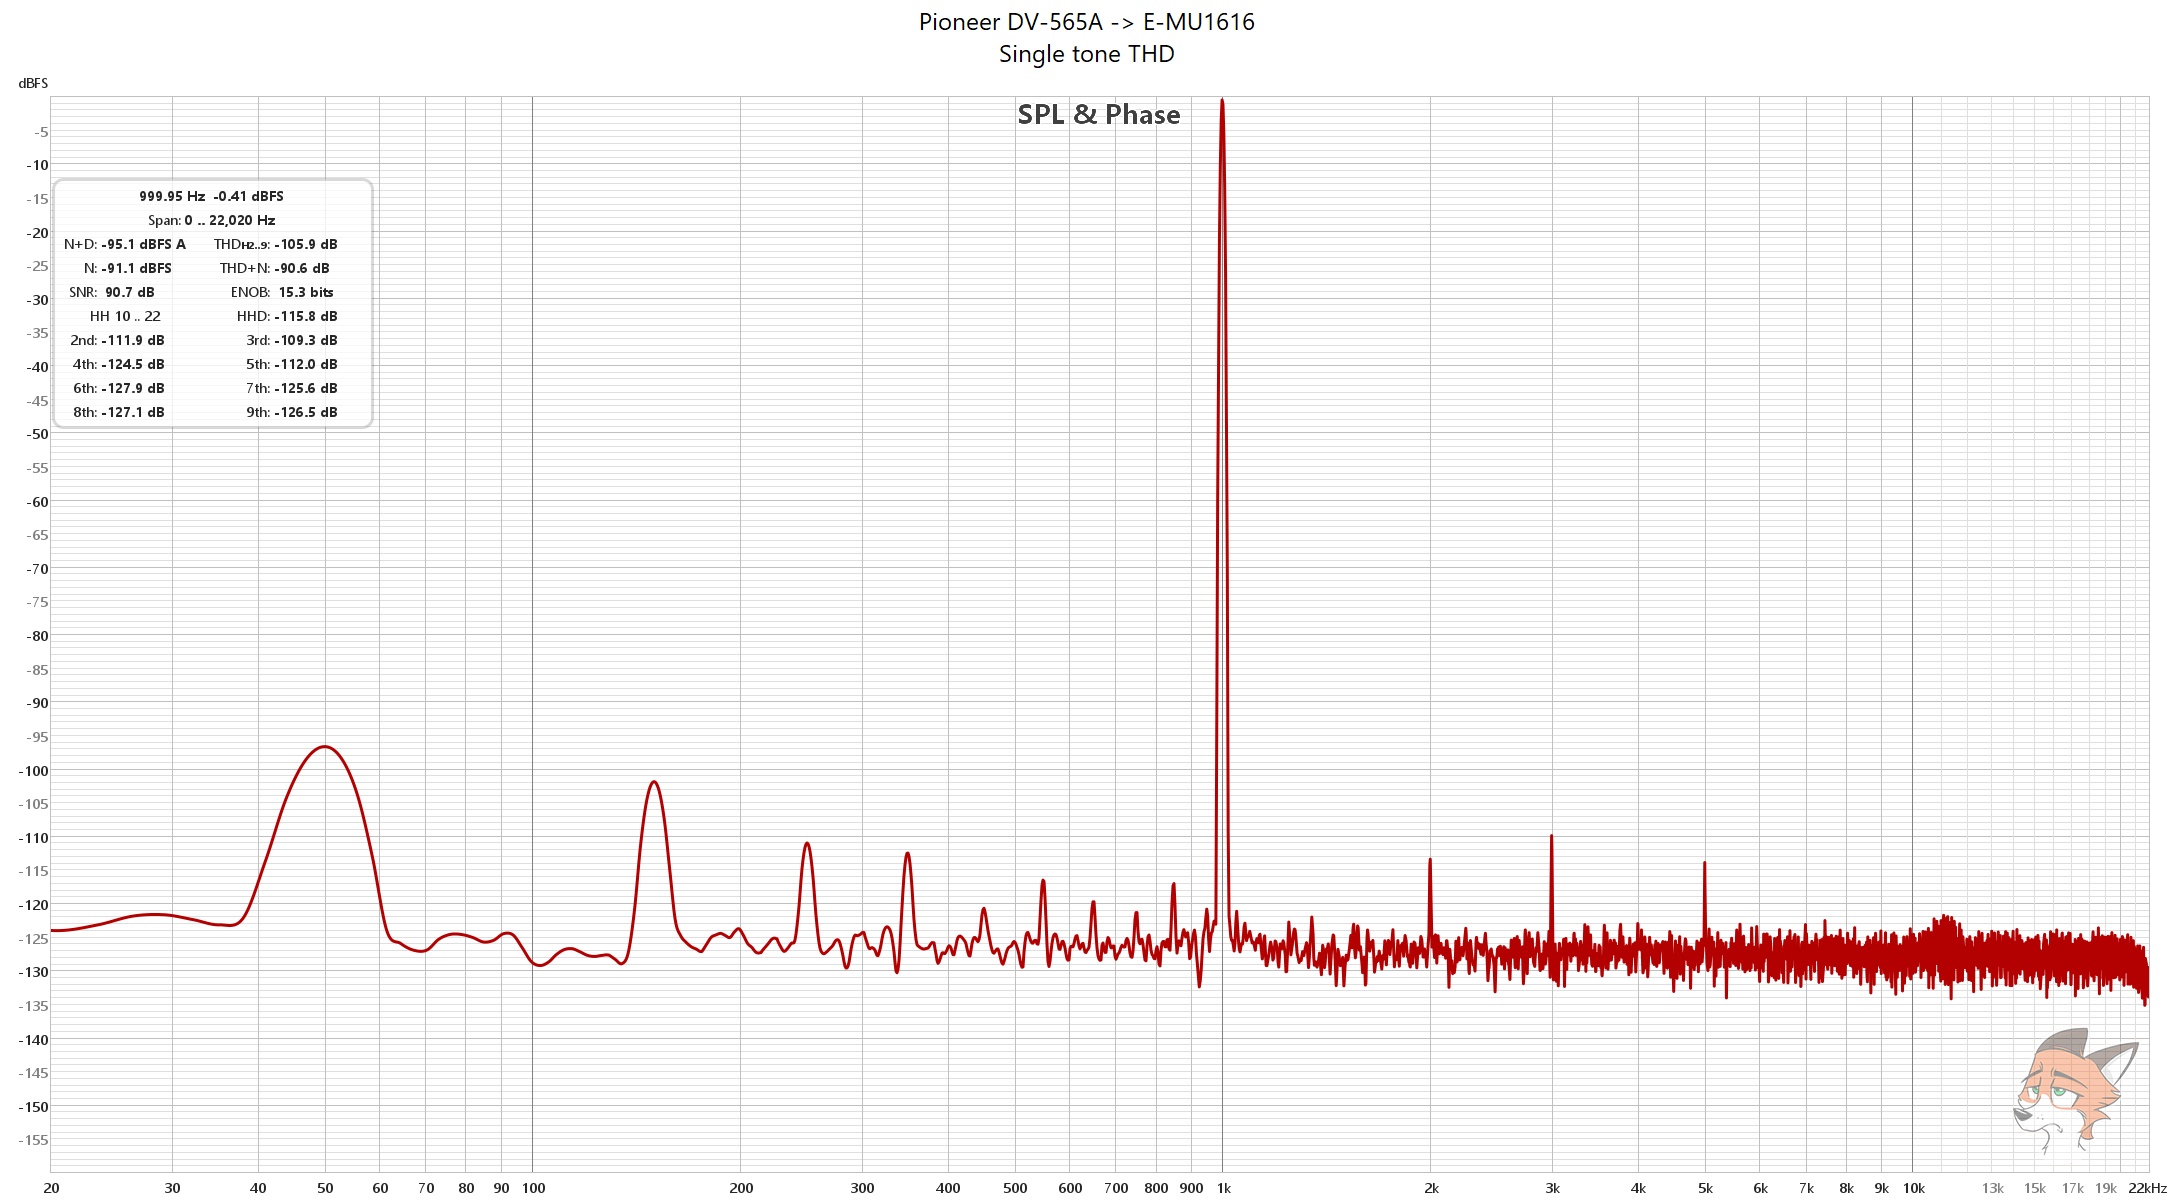 Pioneer DV-565A -> E-MU1616
Single tone THD
dBFS
SPL & Phase
999.95 Hz -0.41 dBFS
Span: 0 .. 22,020 Hz
N+D: -95.1 dBFS A THDH2..9: -105.9 dB
N: -91.1 dBFS THD+N: -90.6 dB
SNR: 90.7 dB ENOB: 15.3 bits
HH 10 .. 22 HHD: -115.8 dB
2nd: -111.9 dB 3rd: -109.3 dB
4th: -124.5 dB 5th: -112.0 dB
6th: -127.9 dB 7th: -125.6 dB
8th: -127.1 dB 9th: -126.5 dB
-5
-10
-15
-20
-25
-30
-35
-40
-45
-50
-55
-60
-65
-70
-75
-80
-85
-90
-95
-100
-105
-110
-115
-120
-125
-130
-135
-140
-145
-150
-155
20 30 40 50 60 70 80 90 100 200 300 400 500 600 700 800 900 1k 2k 3k 4k 5k 6k 7k 8k 9k 10k 13k 15k 17k 19k 22kHz